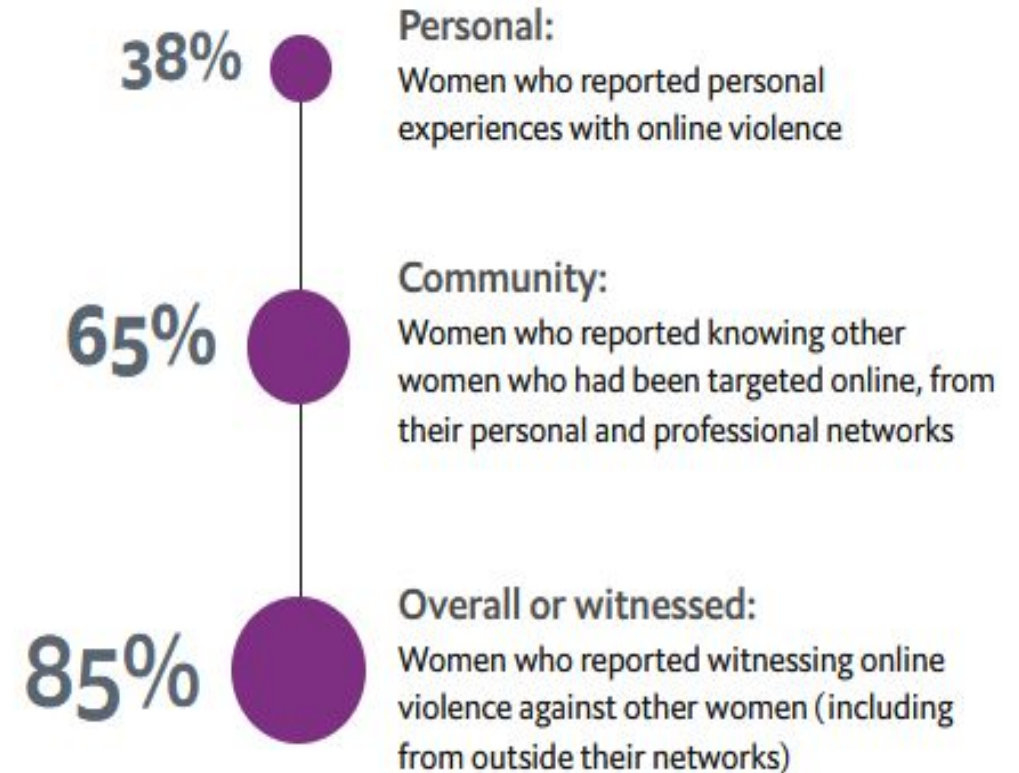 38%
Personal:
Women who reported personal
experiences with online violence
65%
Community:
Women who reported knowing other
women who had been targeted online, from
their personal and professional networks
85%
Overall or witnessed:
Women who reported witnessing online
violence against other women (including
from outside their networks)